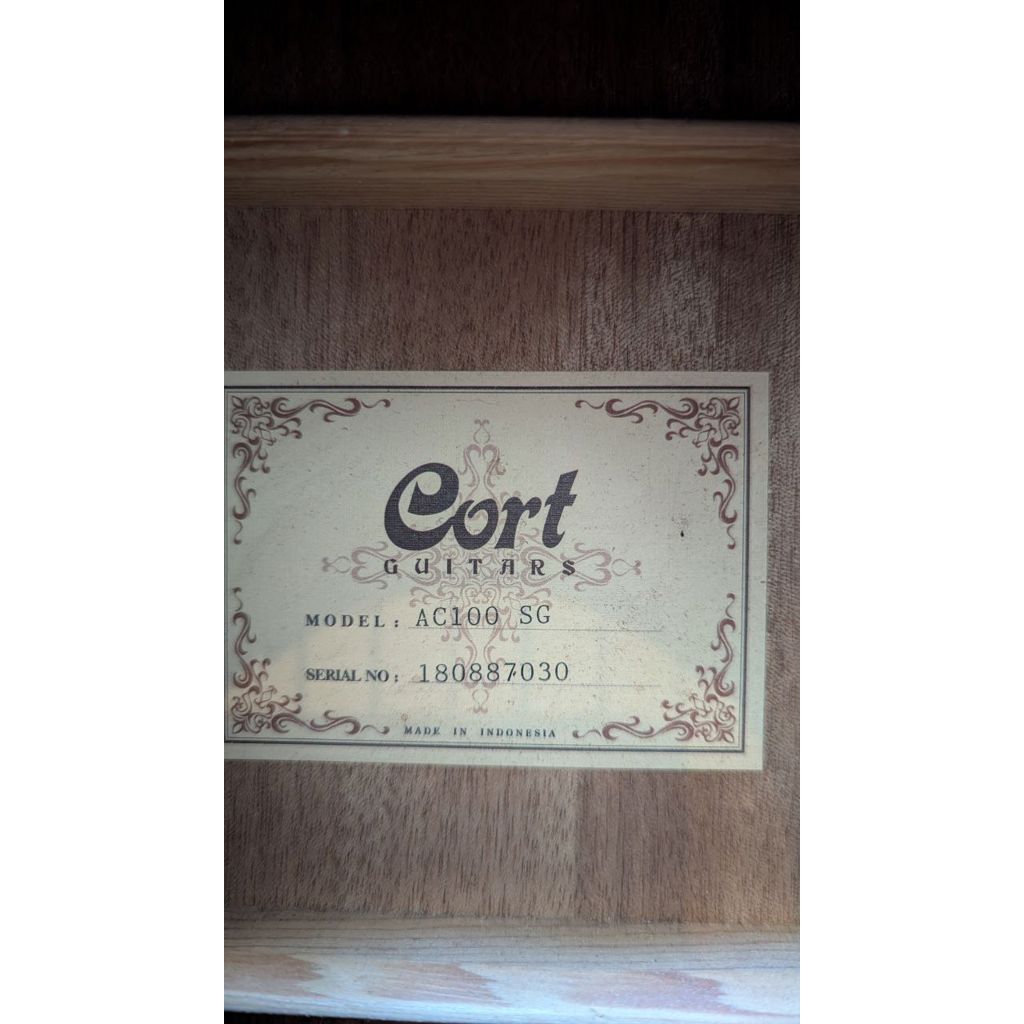 Cort
GUITARS
MODEL: AC100 SG
SERIAL NO: 180887030
MADE IN INDONESIA